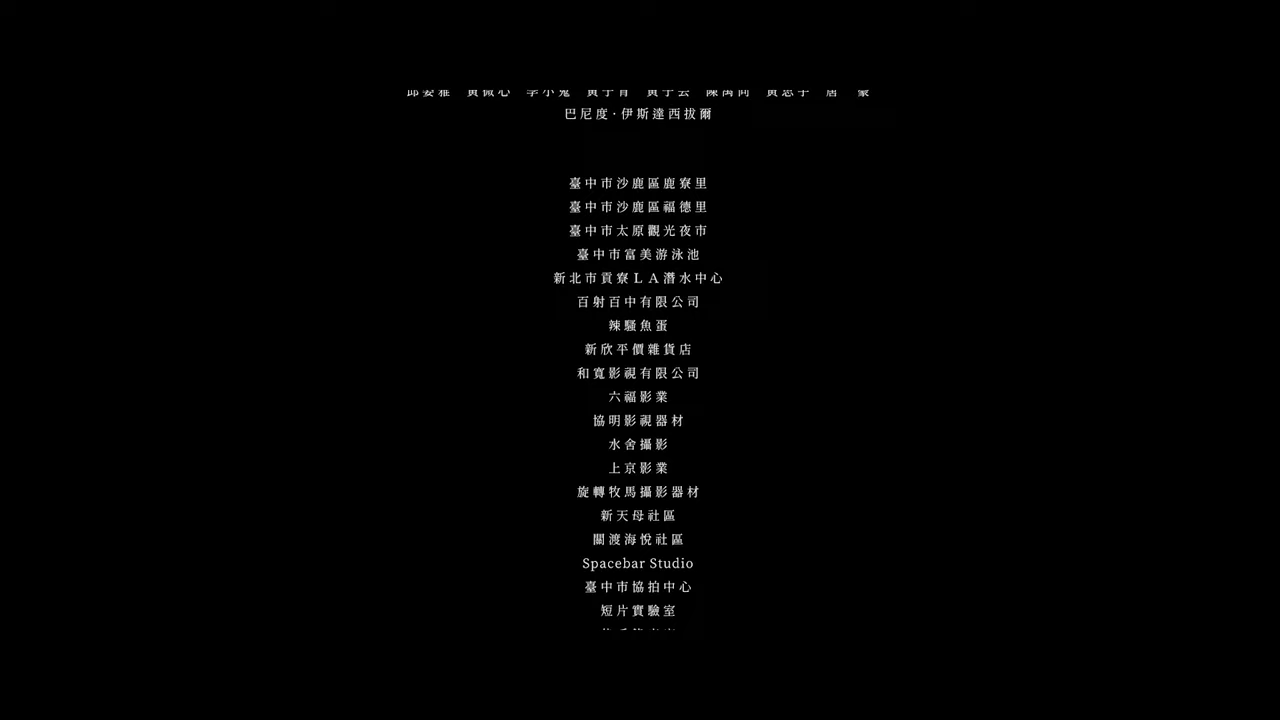 巴尼度·伊斯達西拔爾
臺中市沙鹿區鹿寮里
臺中市沙鹿區福德里
臺中市太原觀光夜市
臺中市富美游泳池
新北市貢寮ＬＡ潛水中心
百射百中有限公司
辣騷魚蛋
新欣平價雜貨店
和寬影視有限公司
六福影業
協明影視器材
水舍攝影
上京影業
旋轉牧馬攝影器材
新天母社區
關渡海悅社區
Spacebar Studio
臺中市協拍中心
短片實驗室